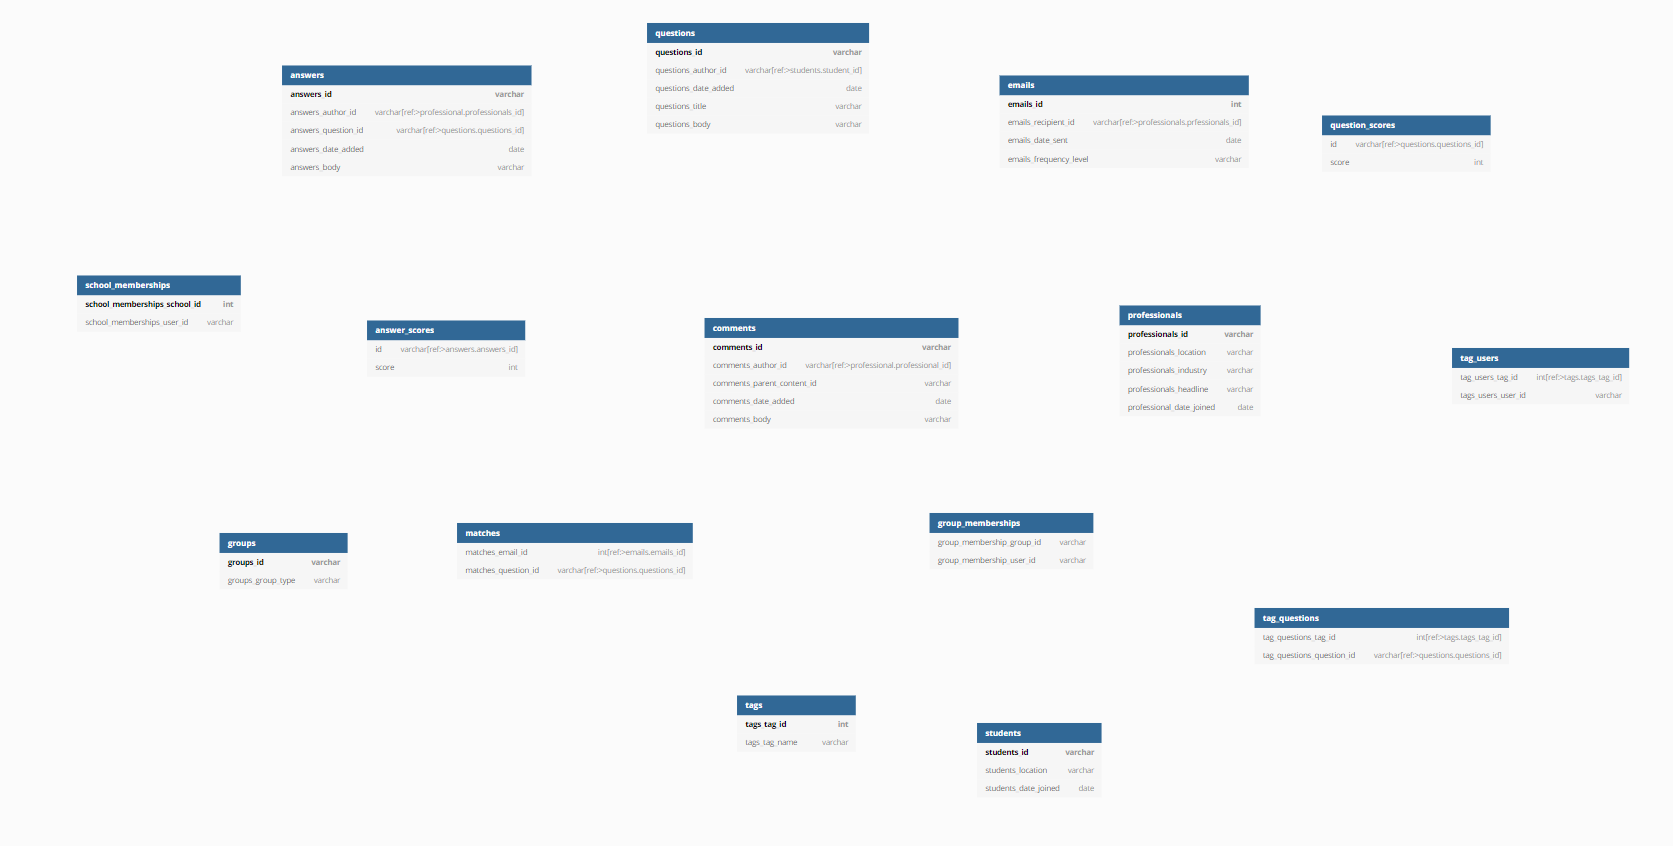 questions
questions_id varchar
questions_author_id varchar[ref:>students.student_id]
questions_date_added date
questions_title varchar
questions_body varchar
answers
answers_id varchar
answers_author_id varchar[ref:>professional.professionals_id]
answers_question_id varchar[ref:>questions.questions_id]
answers_date_added date
answers_body varchar
emails
emails_id int
emails_recipient_id varchar[ref:>professionals.prfessionals_id]
emails_date_sent date
emails_frequency_level varchar
question_scores
id varchar[ref:>questions.questions_id]
score int
school_memberships
school_memberships_school_id int
school_memberships_user_id varchar
answer_scores
id varchar[ref:>answers.answers_id]
score int
comments
comments_id varchar
comments_author_id varchar[ref:>professional.professional_id]
comments_parent_content_id varchar
comments_date_added date
comments_body varchar
professionals
professionals_id varchar
professionals_location varchar
professionals_industry varchar
professionals_headline varchar
professional_date_joined date
tag_users
tag_users_tag_id int[ref:>tags.tags_tag_id]
tags_users_user_id varchar
groups
groups_id varchar
groups_group_type varchar
matches
matches_email_id int[ref:>emails.emails_id]
matches_question_id varchar[ref:>questions.questions_id]
group_memberships
group_membership_group_id varchar
group_membership_user_id varchar
tag_questions
tag_questions_tag_id int[ref:>tags.tags_tag_id]
tag_questions_question_id varchar[ref:>questions.questions_id]
tags
tags_tag_id int
tags_tag_name varchar
students
students_id varchar
students_location varchar
students_date_joined date